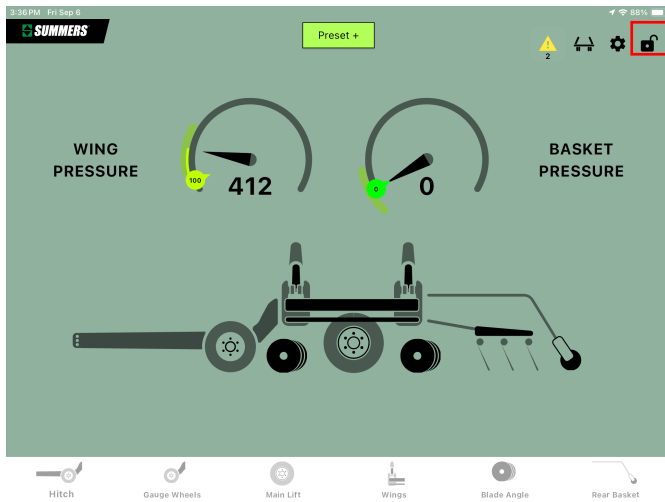 3:36 PM Fri Sep 6
88%
SUMMERS
Preset +
2
WING
PRESSURE
100
412
0
0
BASKET
PRESSURE
Hitch
Gauge Wheels
Main Lift
Wings
Blade Angle
Rear Basket